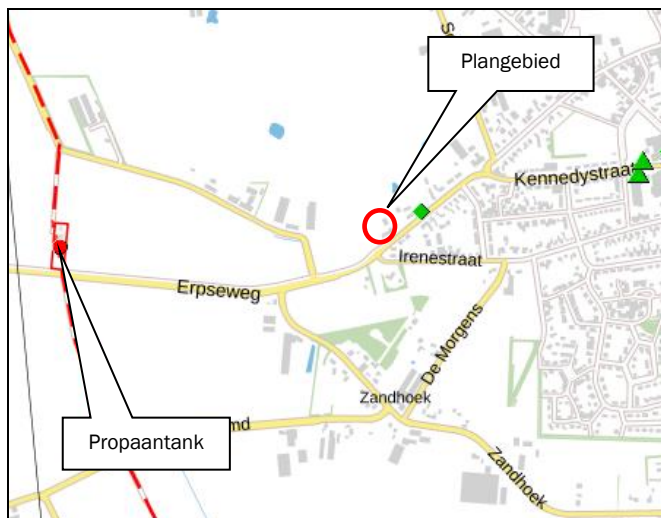 Plangebied
Kennedystraat
Irenestraat
Erpseweg
De Morgens
Zandhoek
Propaantank
Zandhoek